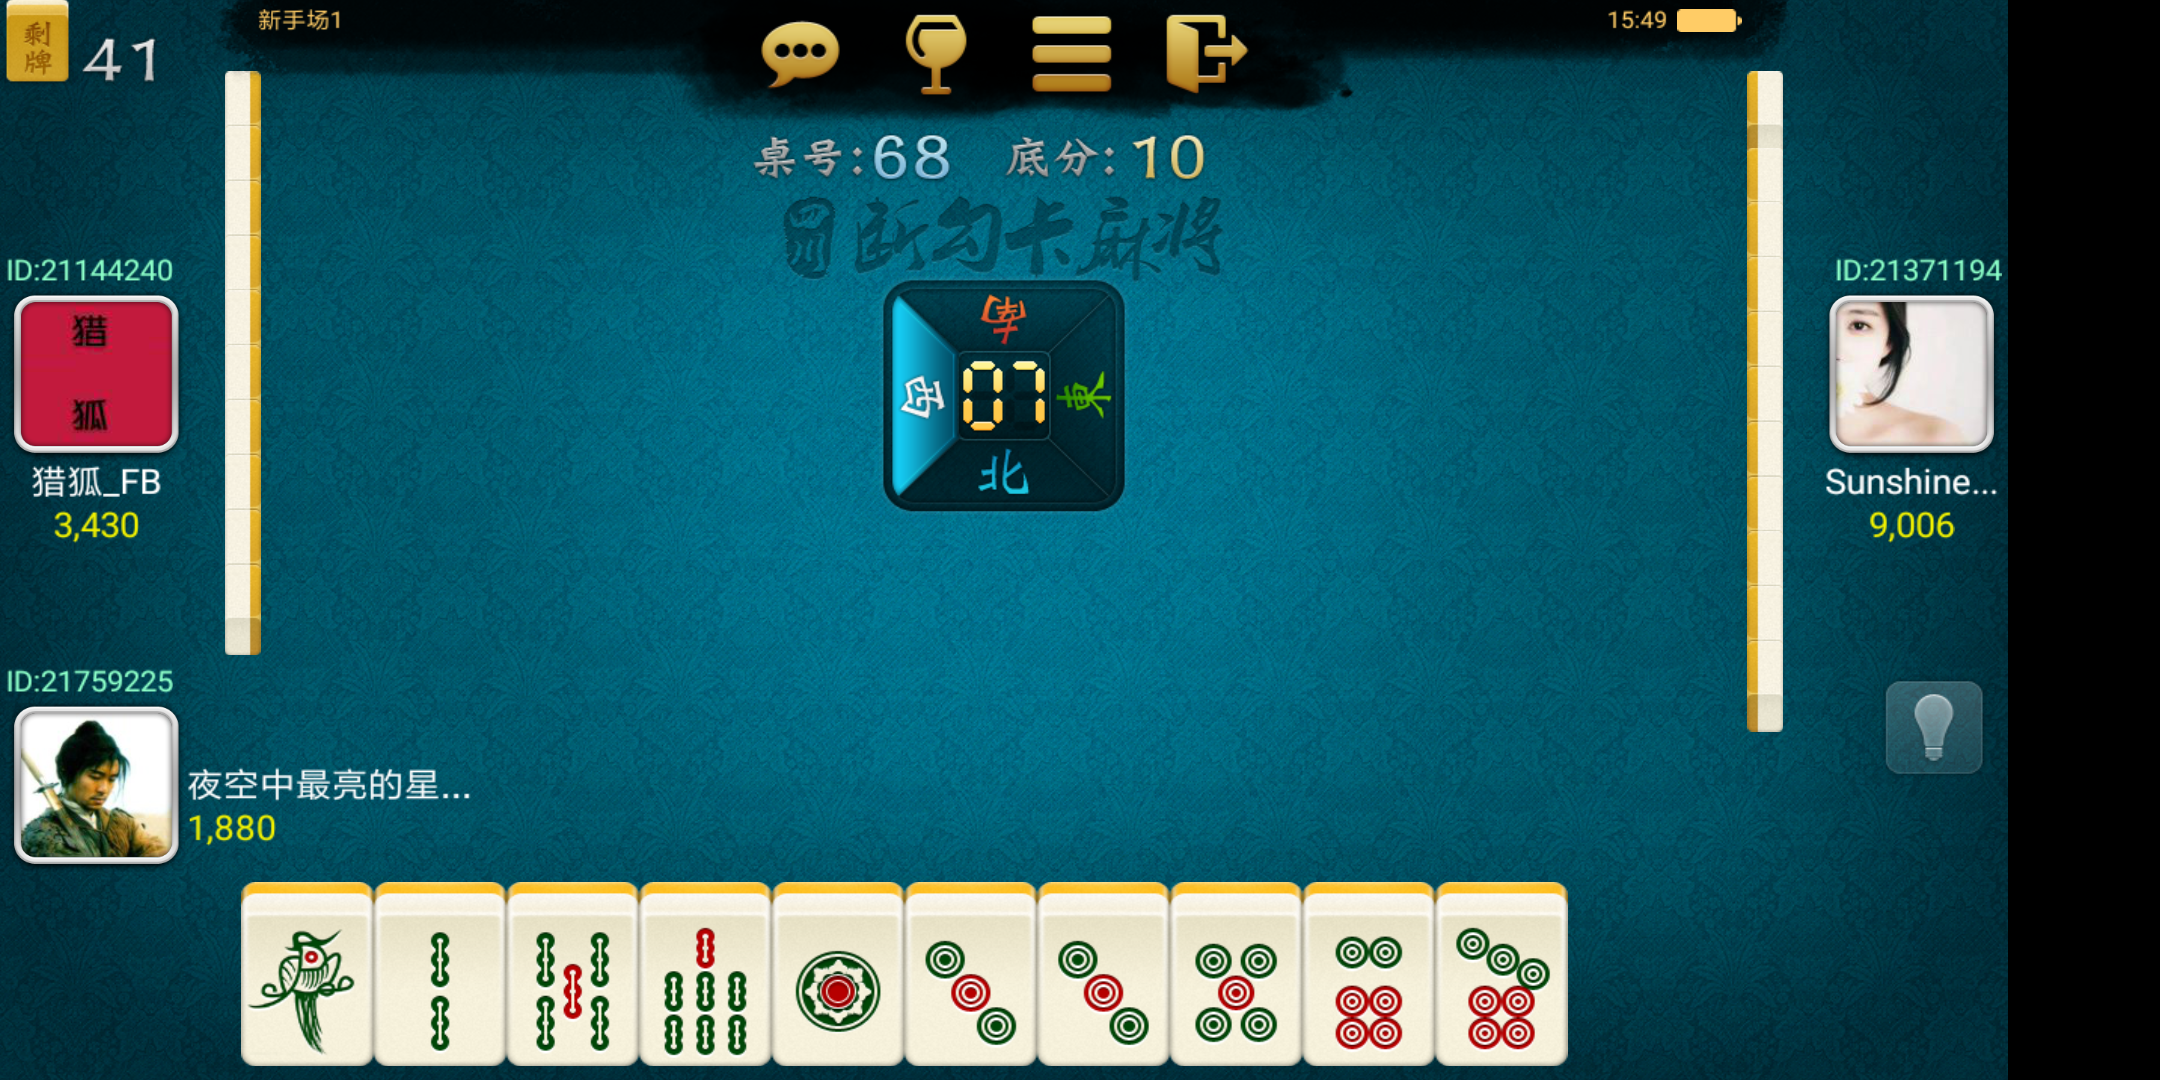 剩牌
41
新手场1
15:49
桌号:68 底分:10
四川断勾卡麻将
ID:21144240
猎狐
猎狐_FB
3,430
南
西
07
東
北
ID:21371194
Sunshine...
9,006
ID:21759225
夜空中最亮的星...
1,880